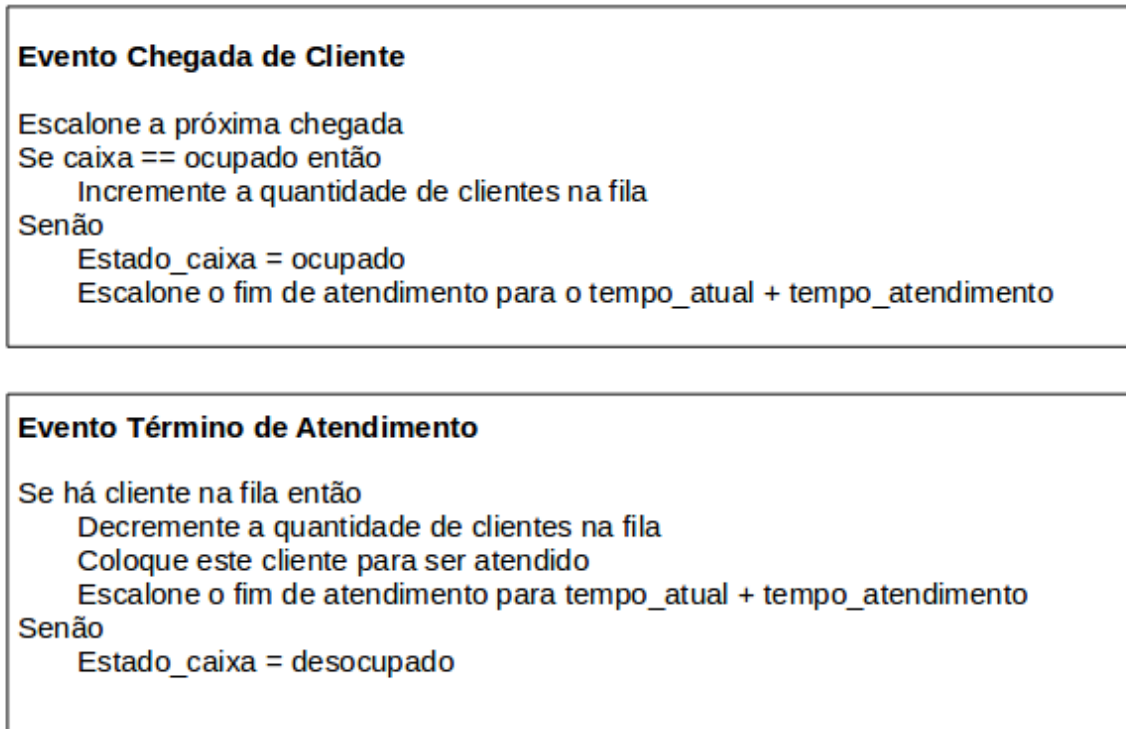 Evento Chegada de Cliente
Escalone a próxima chegada
Se caixa == ocupado então
Incremente a quantidade de clientes na fila
Senão
Estado_caixa = ocupado
Escalone o fim de atendimento para o tempo_atual + tempo_atendimento
Evento Término de Atendimento
Se há cliente na fila então
Decremente a quantidade de clientes na fila
Coloque este cliente para ser atendido
Escalone o fim de atendimento para tempo_atual + tempo_atendimento
Senão
Estado_caixa = desocupado